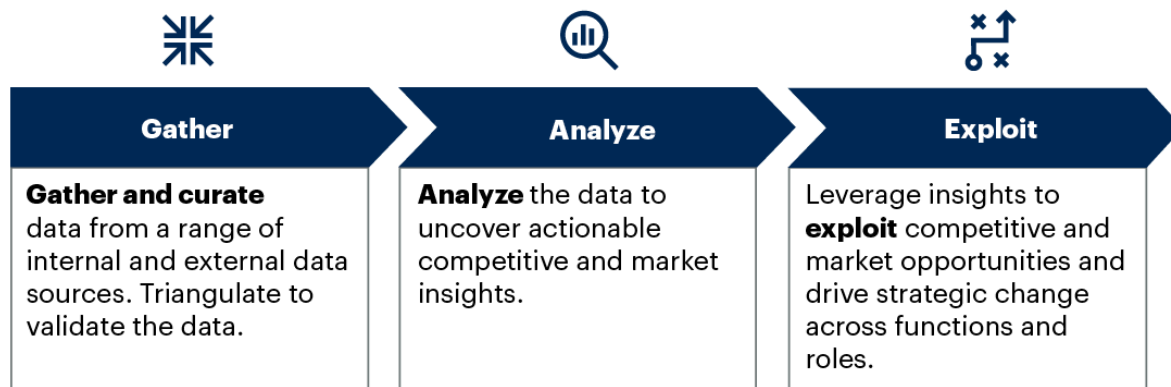 Gather
Analyze
Exploit
Gather and curate
data from a range of
internal and external data
sources. Triangulate to
validate the data.
Analyze the data to
uncover actionable
competitive and market
insights.
Leverage insights to
exploit competitive and
market opportunities and
drive strategic change
across functions and
roles.